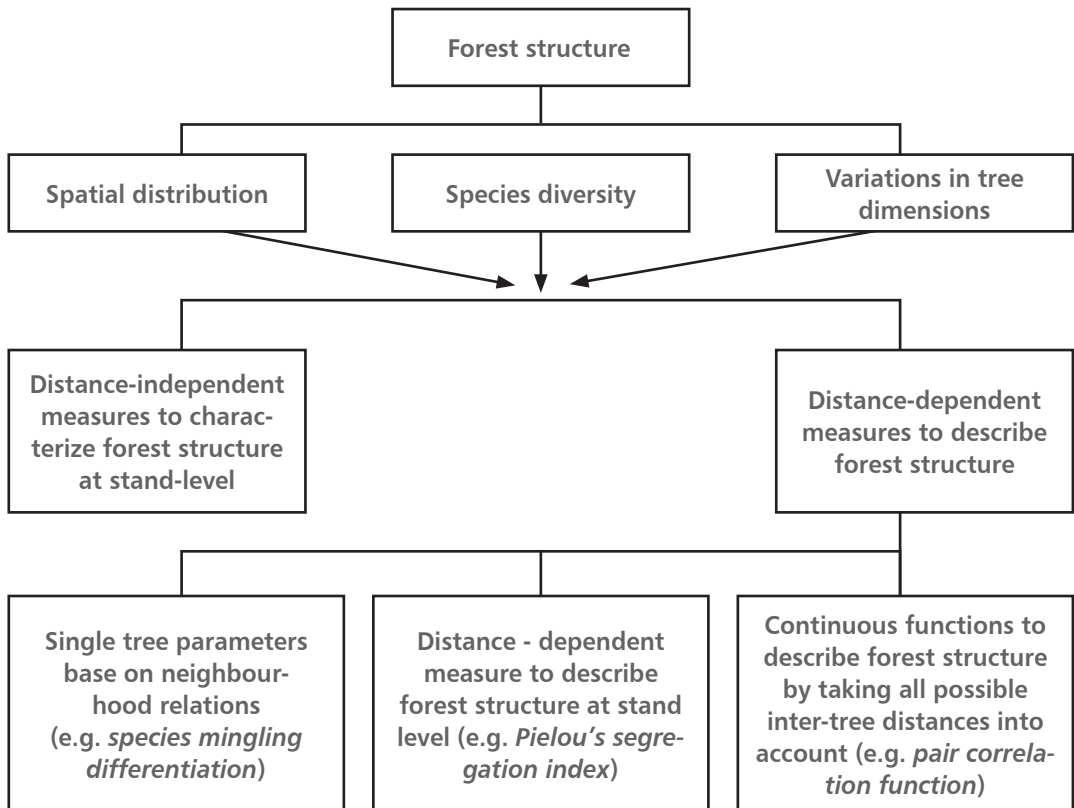 Forest structure
Spatial distribution
Species diversity
Variations in tree
dimensions
Distance-independent
measures to charac-
terize forest structure
at stand-level
Distance-dependent
measures to describe
forest structure
Single tree parameters
base on neighbour-
hood relations
(e.g. species mingling
differentiation)
Distance - dependent
measure to describe
forest structure at stand
level (e.g. Pielou’s segre-
gation index)
Continuous functions to
describe forest structure
by taking all possible
inter-tree distances into
account (e.g. pair correla-
tion function)